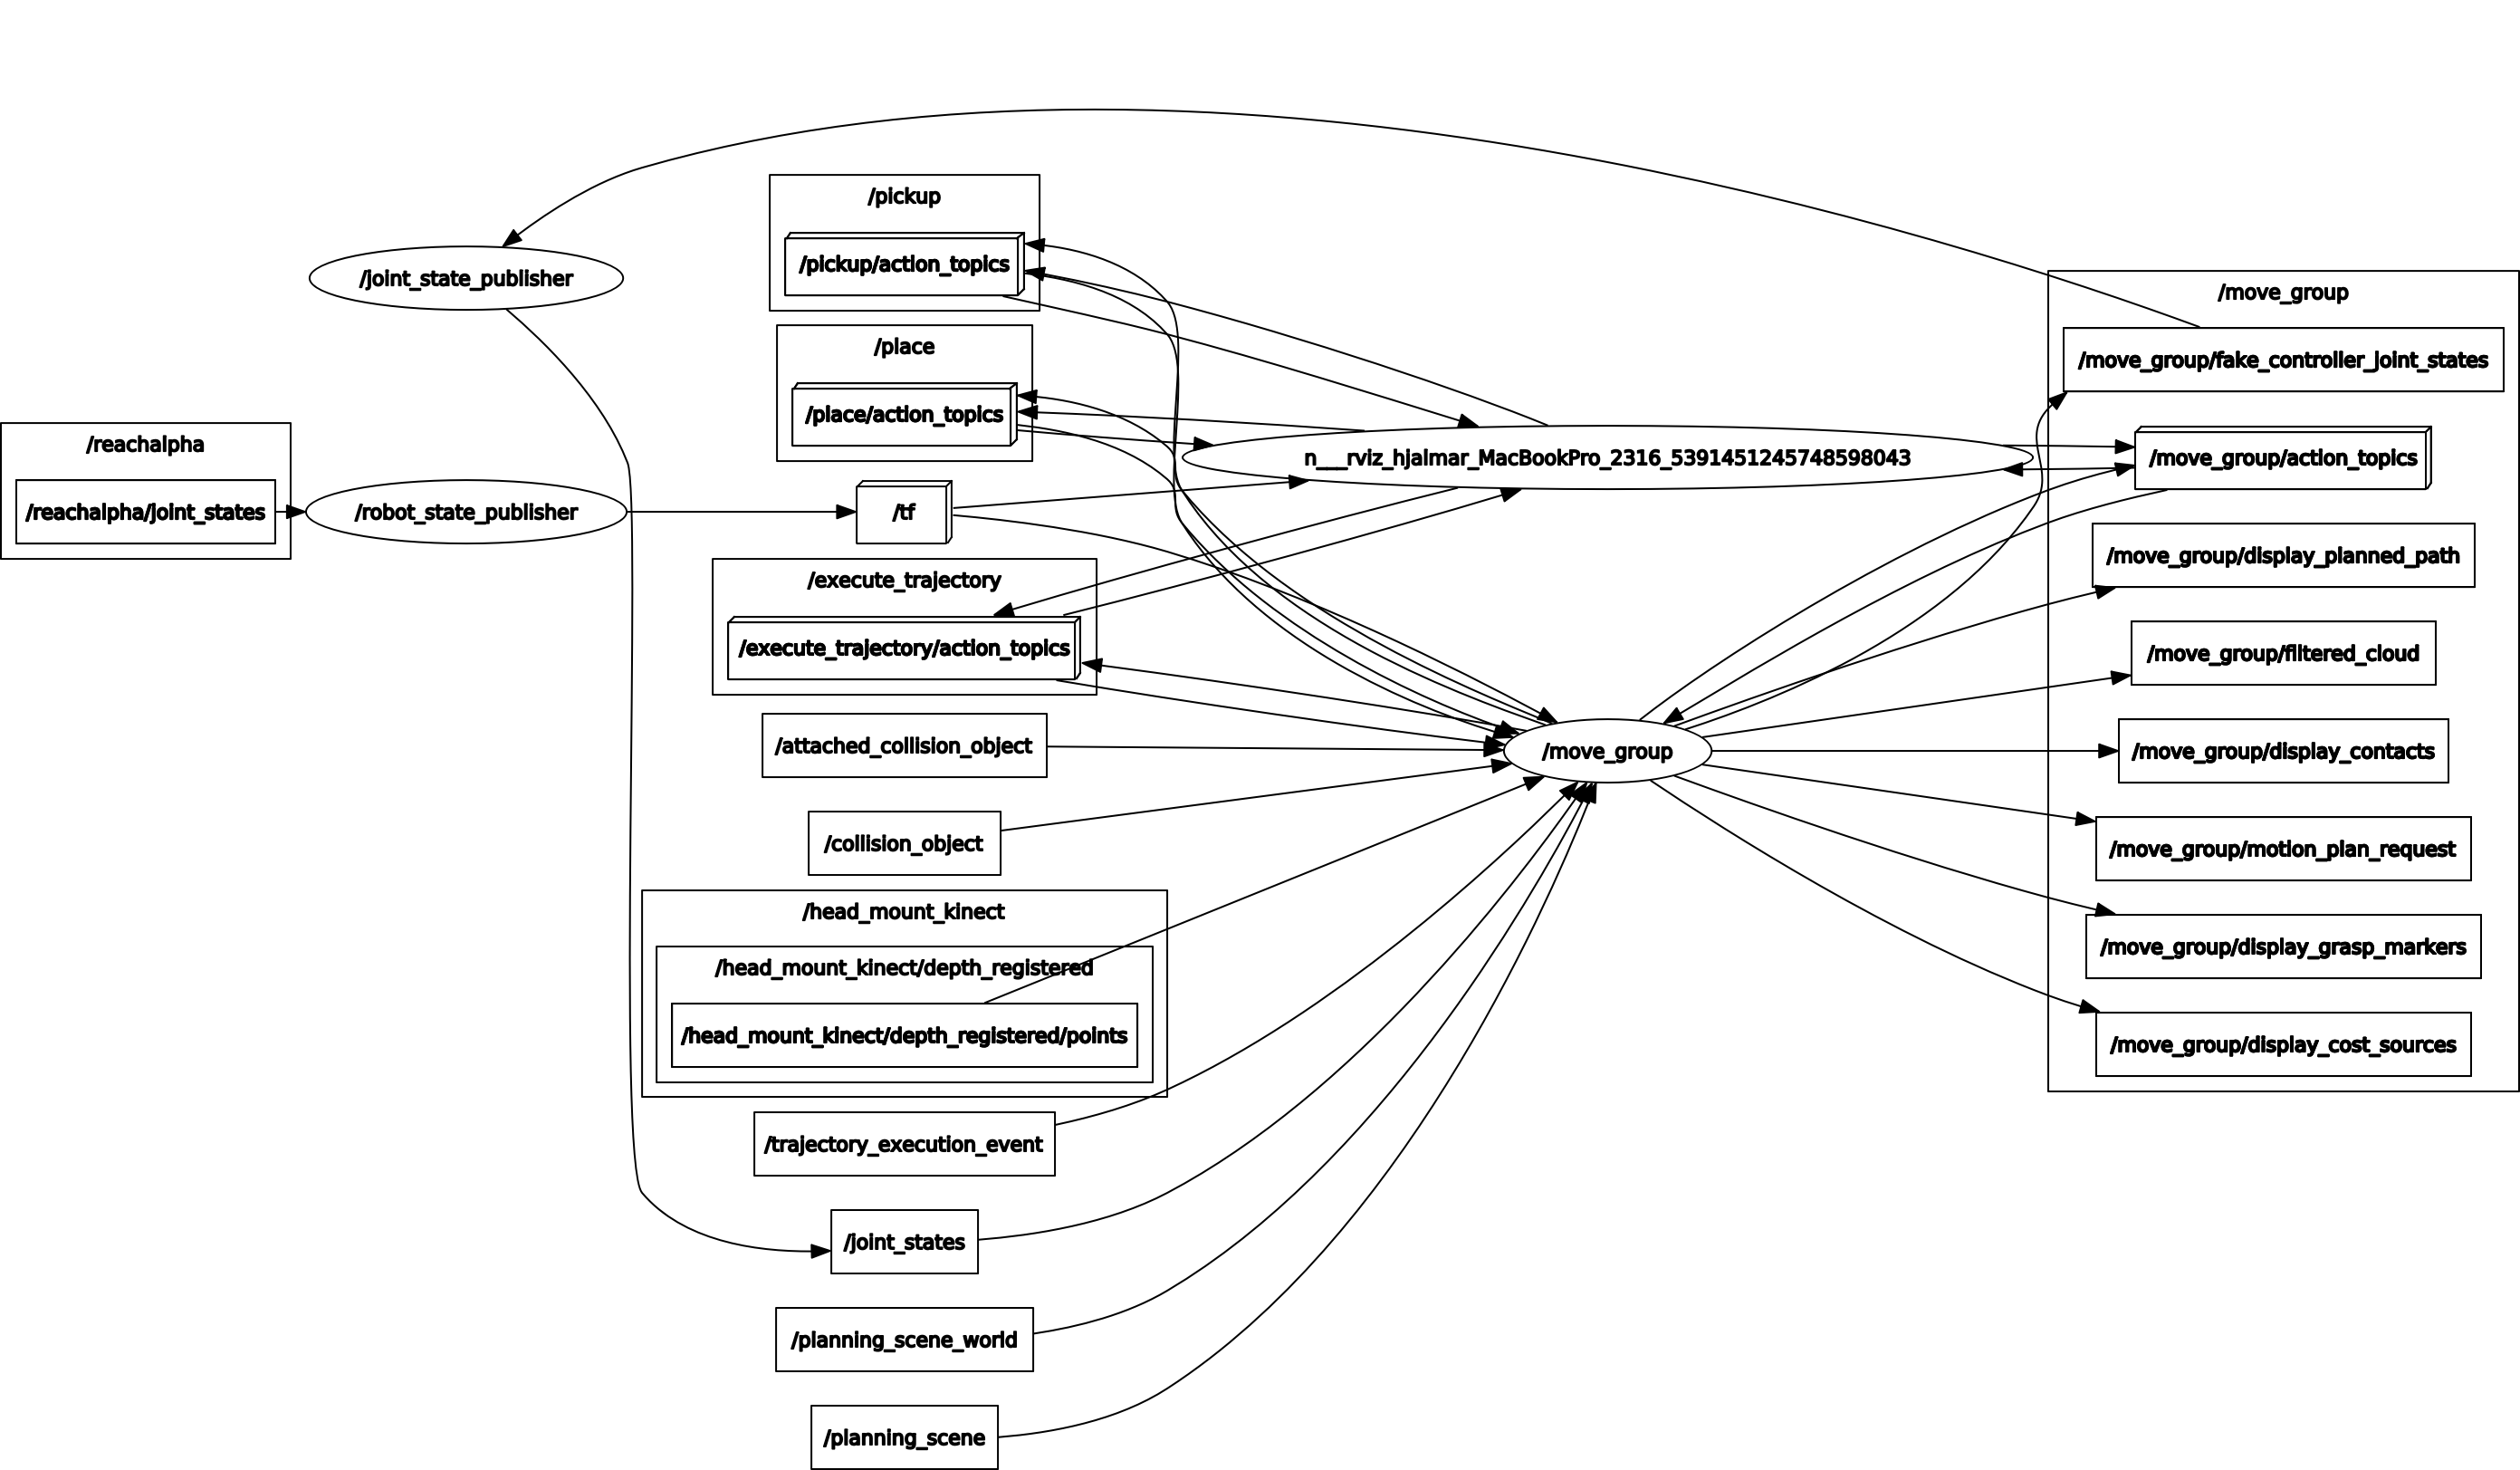 /reachalpha
/reachalpha/joint_states
/joint_state_publisher
/robot_state_publisher
/pickup
/pickup/action_topics
/place
/place/action_topics
/tf
/execute_trajectory
/execute_trajectory/action_topics
/attached_collision_object
/collision_object
/head_mount_kinect
/head_mount_kinect/depth_registered
/head_mount_kinect/depth_registered/points
/trajectory_execution_event
/joint_states
/planning_scene_world
/planning_scene
n___rviz_hjalmar_MacBookPro_2316_5391451245748598043
/move_group
/move_group
/move_group/fake_controller_joint_states
/move_group/action_topics
/move_group/display_planned_path
/move_group/filtered_cloud
/move_group/display_contacts
/move_group/motion_plan_request
/move_group/display_grasp_markers
/move_group/display_cost_sources